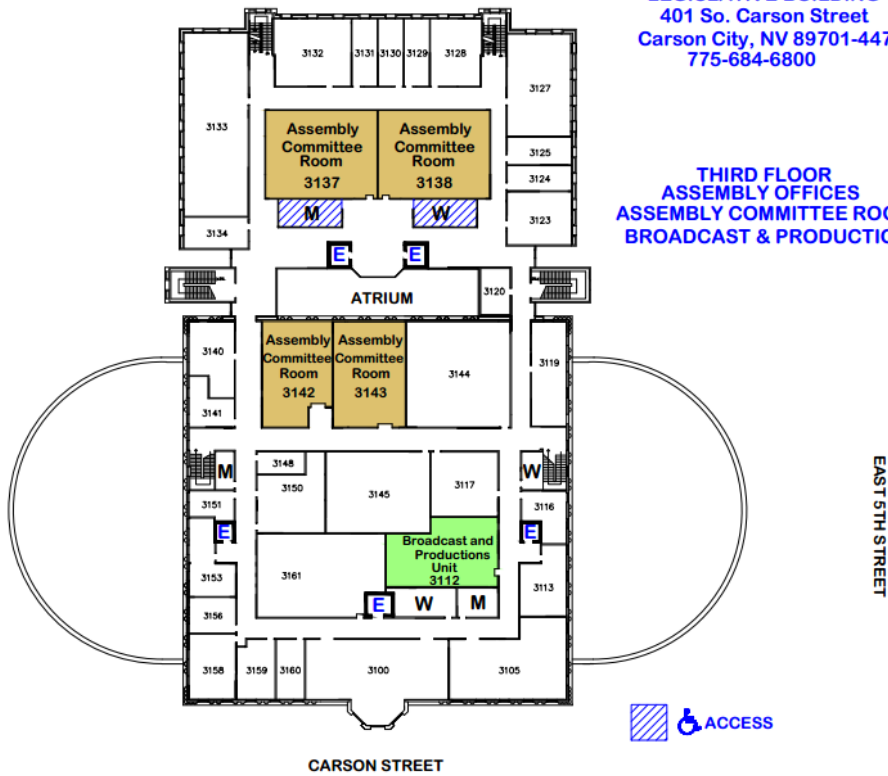 401 So. Carson Street
Carson City, NV 89701-447
775-684-6800
THIRD FLOOR
ASSEMBLY OFFICES
ASSEMBLY COMMITTEE ROO
BROADCAST & PRODUCTIO
3132
3131
3130
3129
3128
3133
3127
Assembly
Committee
Room
3137
Assembly
Committee
Room
3138
3125
3124
3123
M
W
3134
E
E
ATRIUM
3120
3140
Assembly
Committee
Room
3142
Assembly
Committee
Room
3143
3144
3119
3141
M
3148
3150
3145
3117
W
3151
3116
E
E
Broadcast and
Productions
Unit
3112
3153
3161
3113
3156
E
W
M
3158
3159
3160
3100
3105
EAST 5TH STREET
ACCESS
CARSON STREET